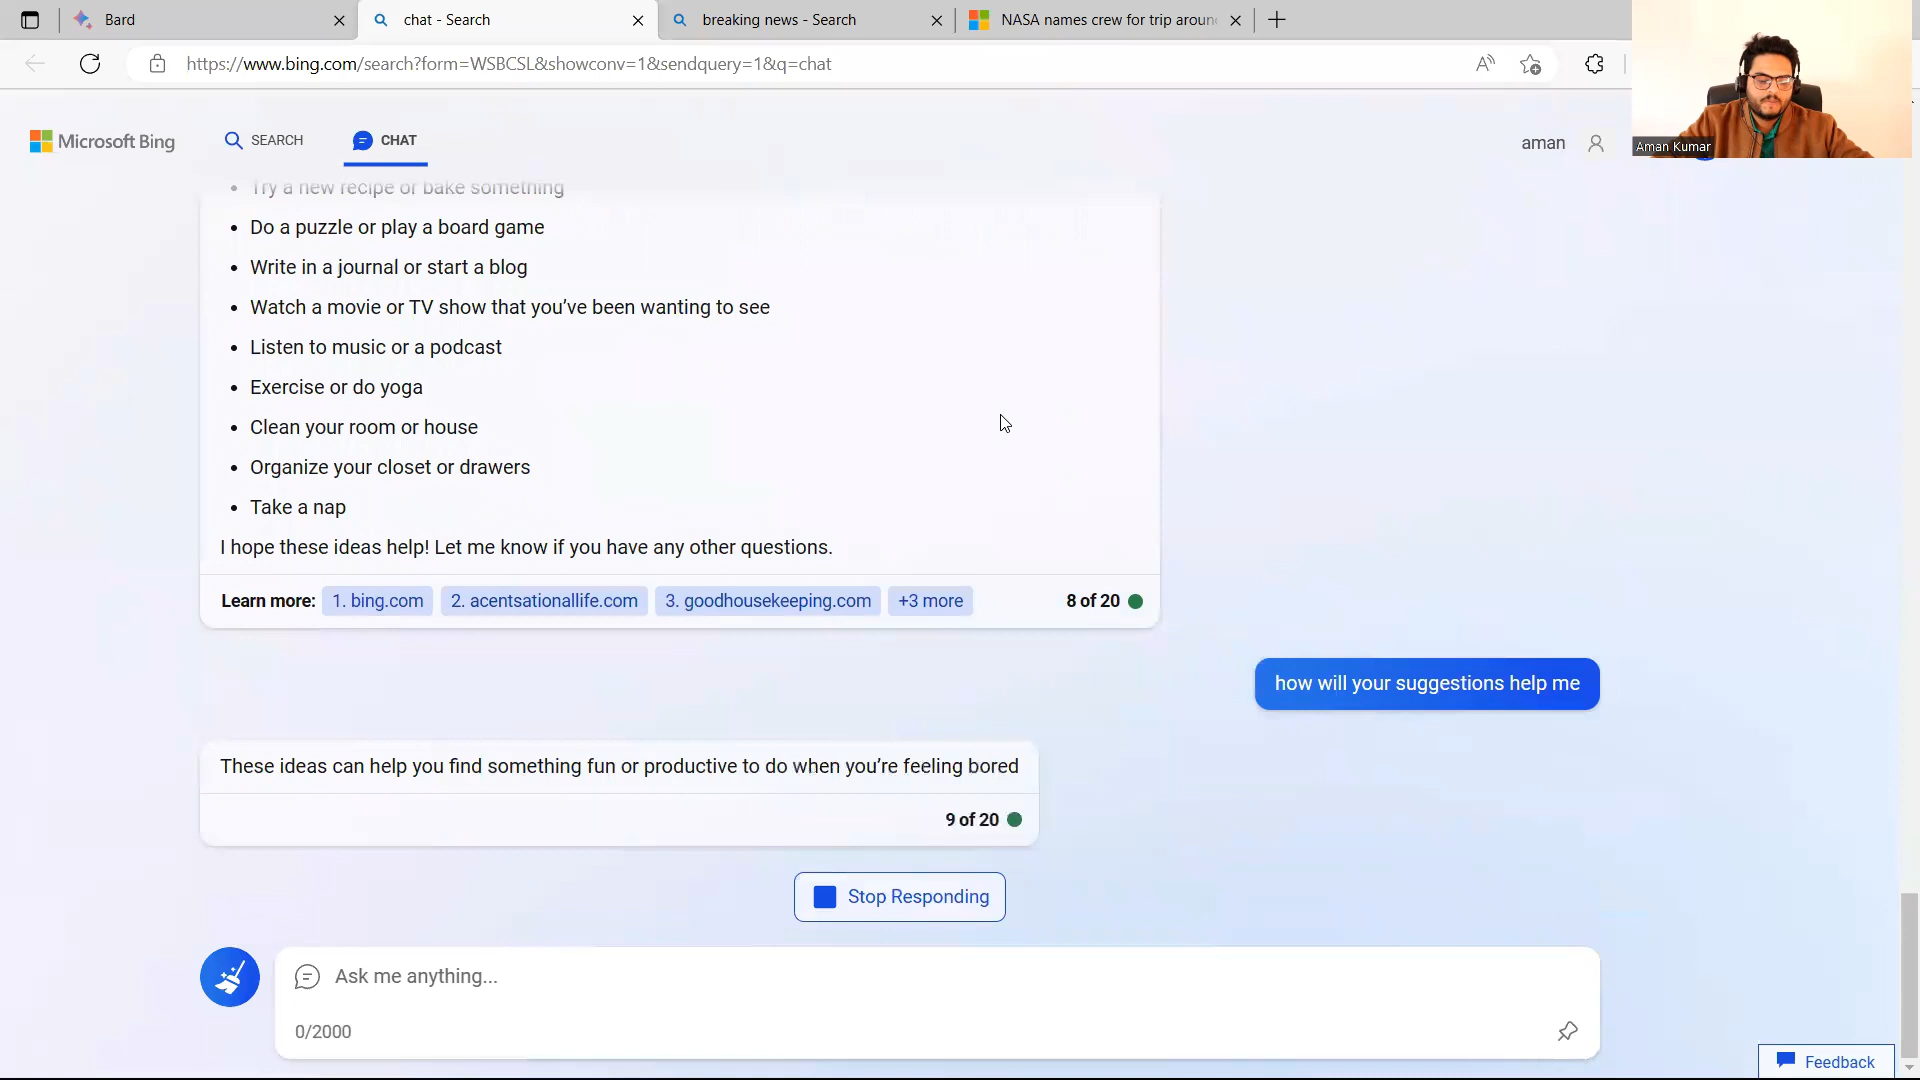 Bard
chat - Search
breaking news - Search
NASA names crew for trip aroun
https://www.bing.com/search?form=WSBCSL&showconv=1&sendquery=1&q=chat
Microsoft Bing
SEARCH
CHAT
aman
Aman Kumar
Try a new recipe or bake something
Do a puzzle or play a board game
Write in a journal or start a blog
Watch a movie or TV show that you’ve been wanting to see
Listen to music or a podcast
Exercise or do yoga
Clean your room or house
Organize your closet or drawers
Take a nap
I hope these ideas help! Let me know if you have any other questions.
Learn more: 1. bing.com 2. acentsationallife.com 3. goodhousekeeping.com +3 more 8 of 20
how will your suggestions help me
These ideas can help you find something fun or productive to do when you’re feeling bored
9 of 20
Stop Responding
Ask me anything...
0/2000
Feedback